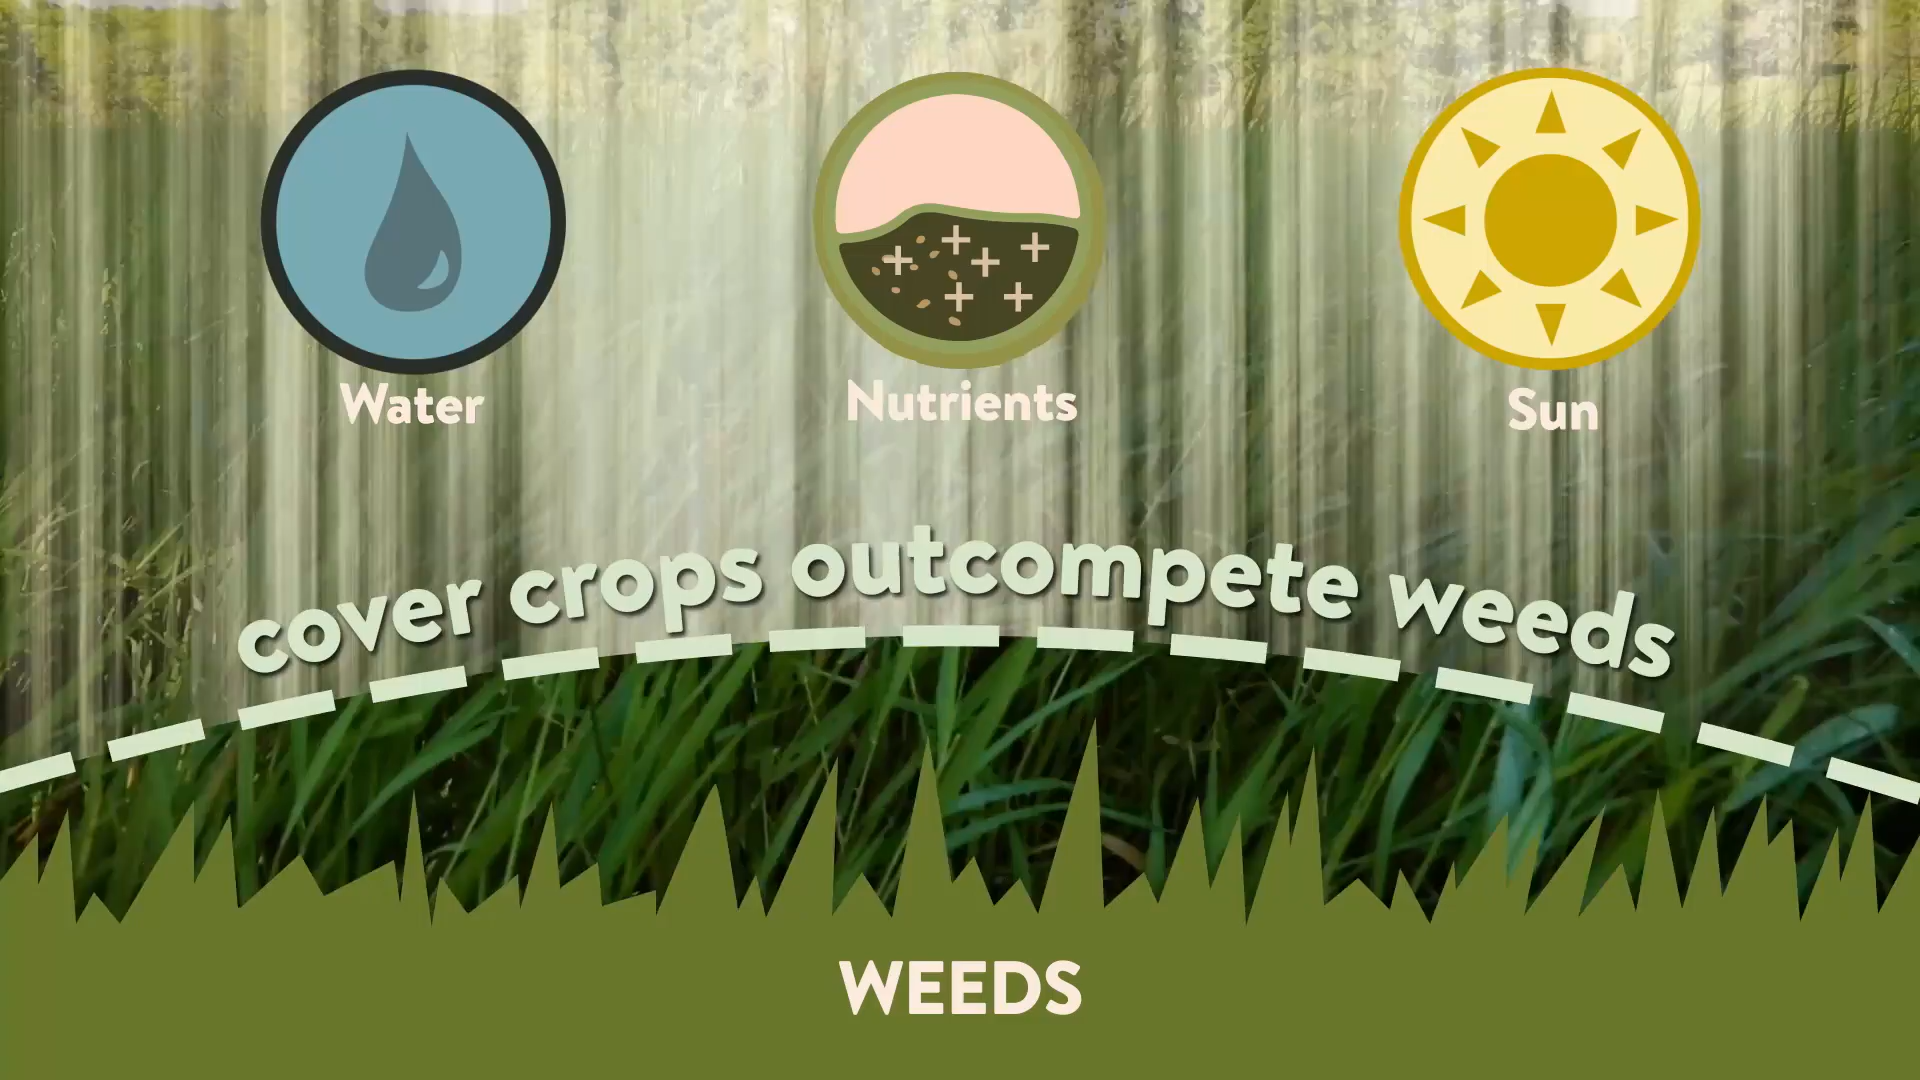 Water
Nutrients
Sun
cover crops outcompete weeds
WEEDS